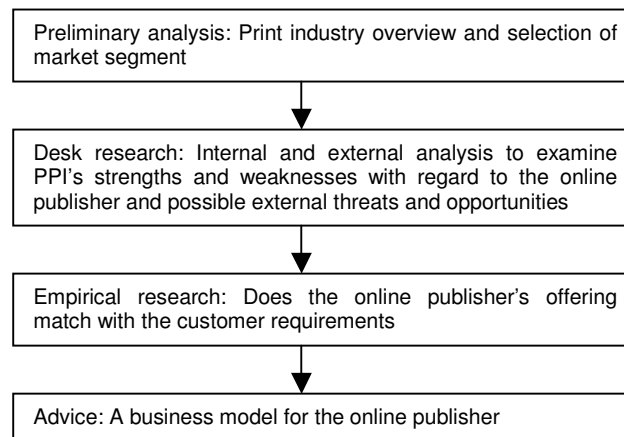 Preliminary analysis: Print industry overview and selection of
market segment
Desk research: Internal and external analysis to examine
PPI's strengths and weaknesses with regard to the online
publisher and possible external threats and opportunities
Empirical research: Does the online publisher's offering
match with the customer requirements
Advice: A business model for the online publisher